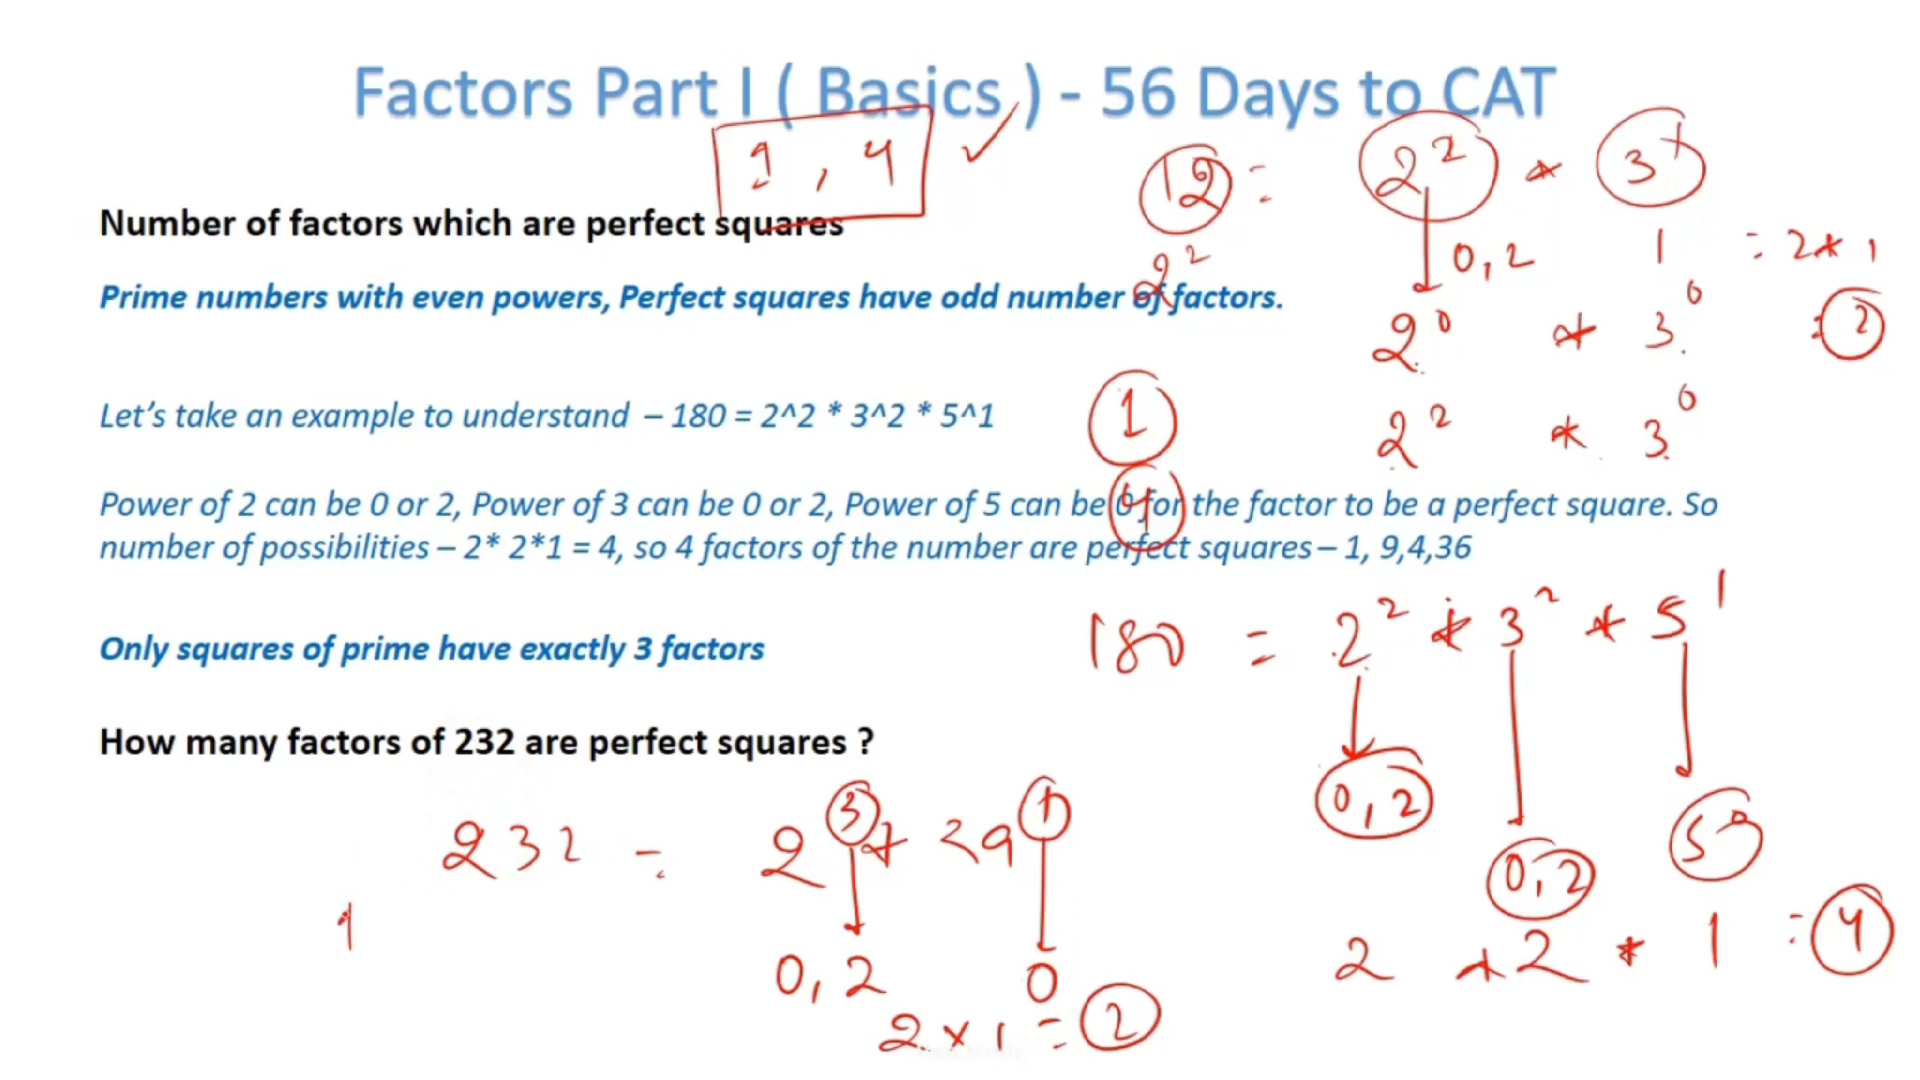 Factors Part I ( Basics ) - 56 Days to CAT
1 , 4
12 = 2^2 * 3^1
Number of factors which are perfect squares
2^2
0, 2 1 = 2 * 1
Prime numbers with even powers, Perfect squares have odd number of factors.
2^0 * 3^0 = 2
Let's take an example to understand – 180 = 2^2 * 3^2 * 5^1
1
2^2 * 3^0
Power of 2 can be 0 or 2, Power of 3 can be 0 or 2, Power of 5 can be 0 for the factor to be a perfect square. So
4
number of possibilities – 2* 2*1 = 4, so 4 factors of the number are perfect squares – 1, 9,4,36
180 = 2^2 * 3^2 * 5^1
Only squares of prime have exactly 3 factors
How many factors of 232 are perfect squares ?
0, 2
0, 2
5^0
232 = 2^3 * 29^1
1
0, 2 0
2 * 2 * 1 = 4
2 × 1 = 2